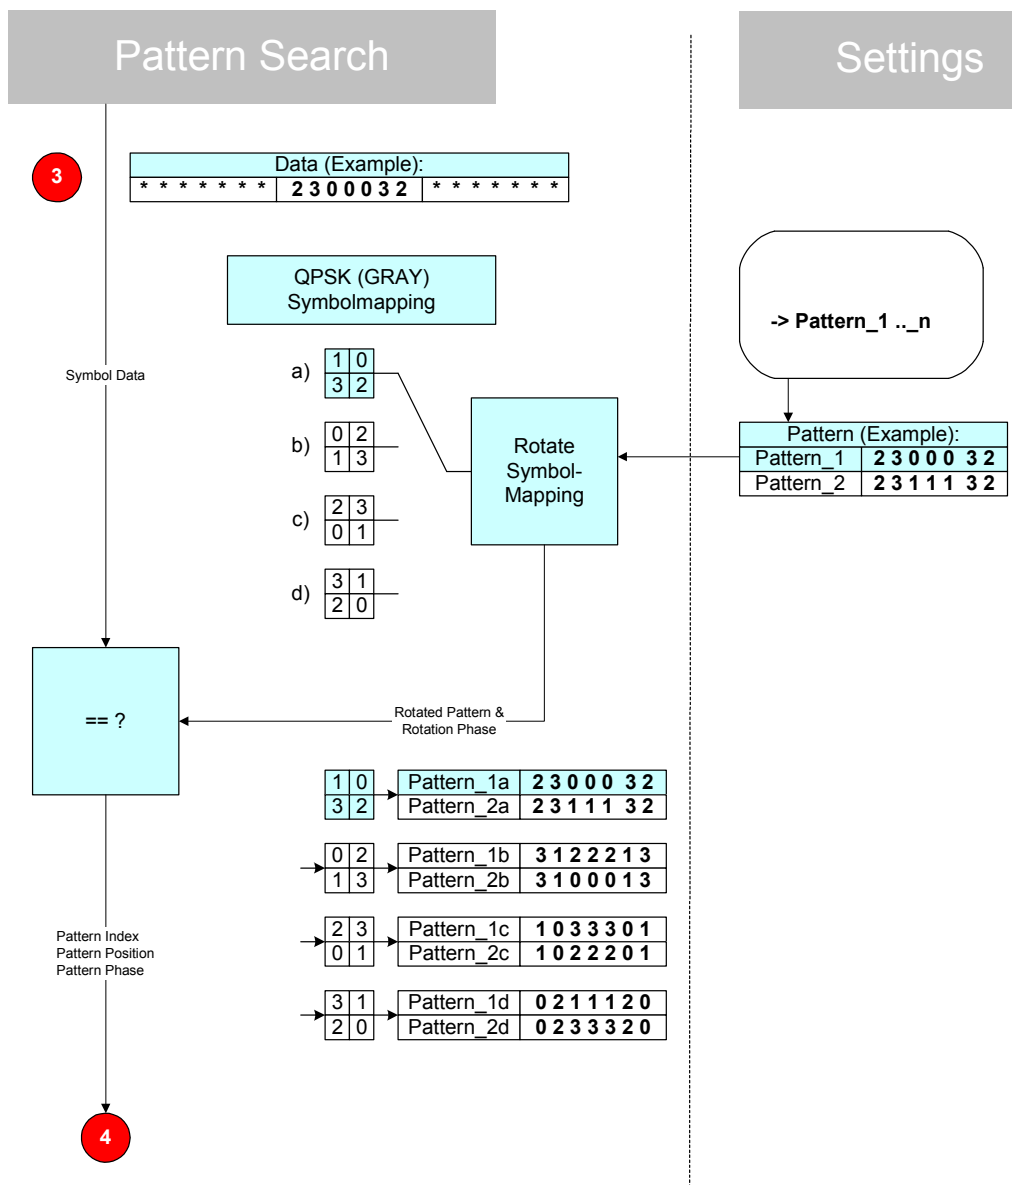 Pattern Search
Settings
3
Data (Example):
* * * * * * * 2 3 0 0 0 3 2 * * * * * * *
QPSK (GRAY)
Symbolmapping
-> Pattern_1 .._n
Symbol Data
a)
1 0
3 2
b)
0 2
1 3
c)
2 3
0 1
d)
3 1
2 0
Rotate
Symbol-
Mapping
Pattern (Example):
Pattern_1 2 3 0 0 0 3 2
Pattern_2 2 3 1 1 1 3 2
== ?
Rotated Pattern &
Rotation Phase
1 0 Pattern_1a 2 3 0 0 0 3 2
3 2 Pattern_2a 2 3 1 1 1 3 2
0 2 Pattern_1b 3 1 2 2 2 1 3
1 3 Pattern_2b 3 1 0 0 0 1 3
2 3 Pattern_1c 1 0 3 3 3 0 1
0 1 Pattern_2c 1 0 2 2 2 0 1
3 1 Pattern_1d 0 2 1 1 1 2 0
2 0 Pattern_2d 0 2 3 3 3 2 0
Pattern Index
Pattern Position
Pattern Phase
4